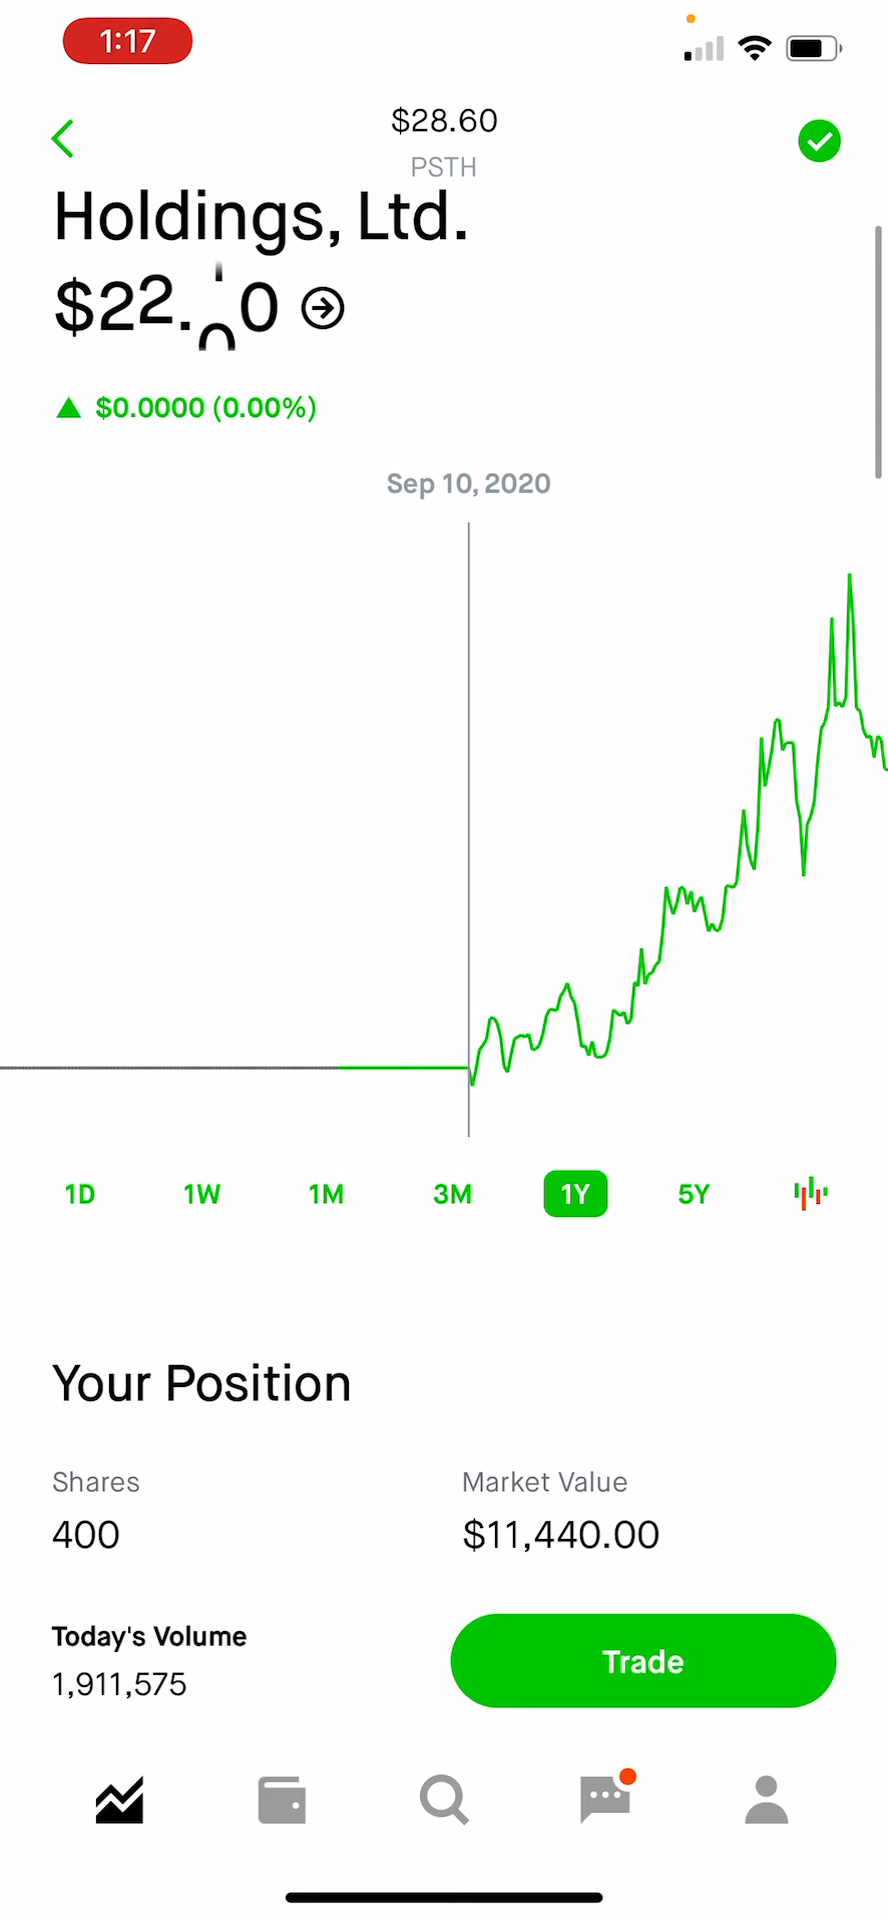 1:17
$28.60
PSTH
Holdings, Ltd.
$0.0000 (0.00%)
Sep 10, 2020
1D 1W 1M 3M 1Y 5Y
Your Position
Shares Market Value
400 $11,440.00
Today's Volume
1,911,575
Trade